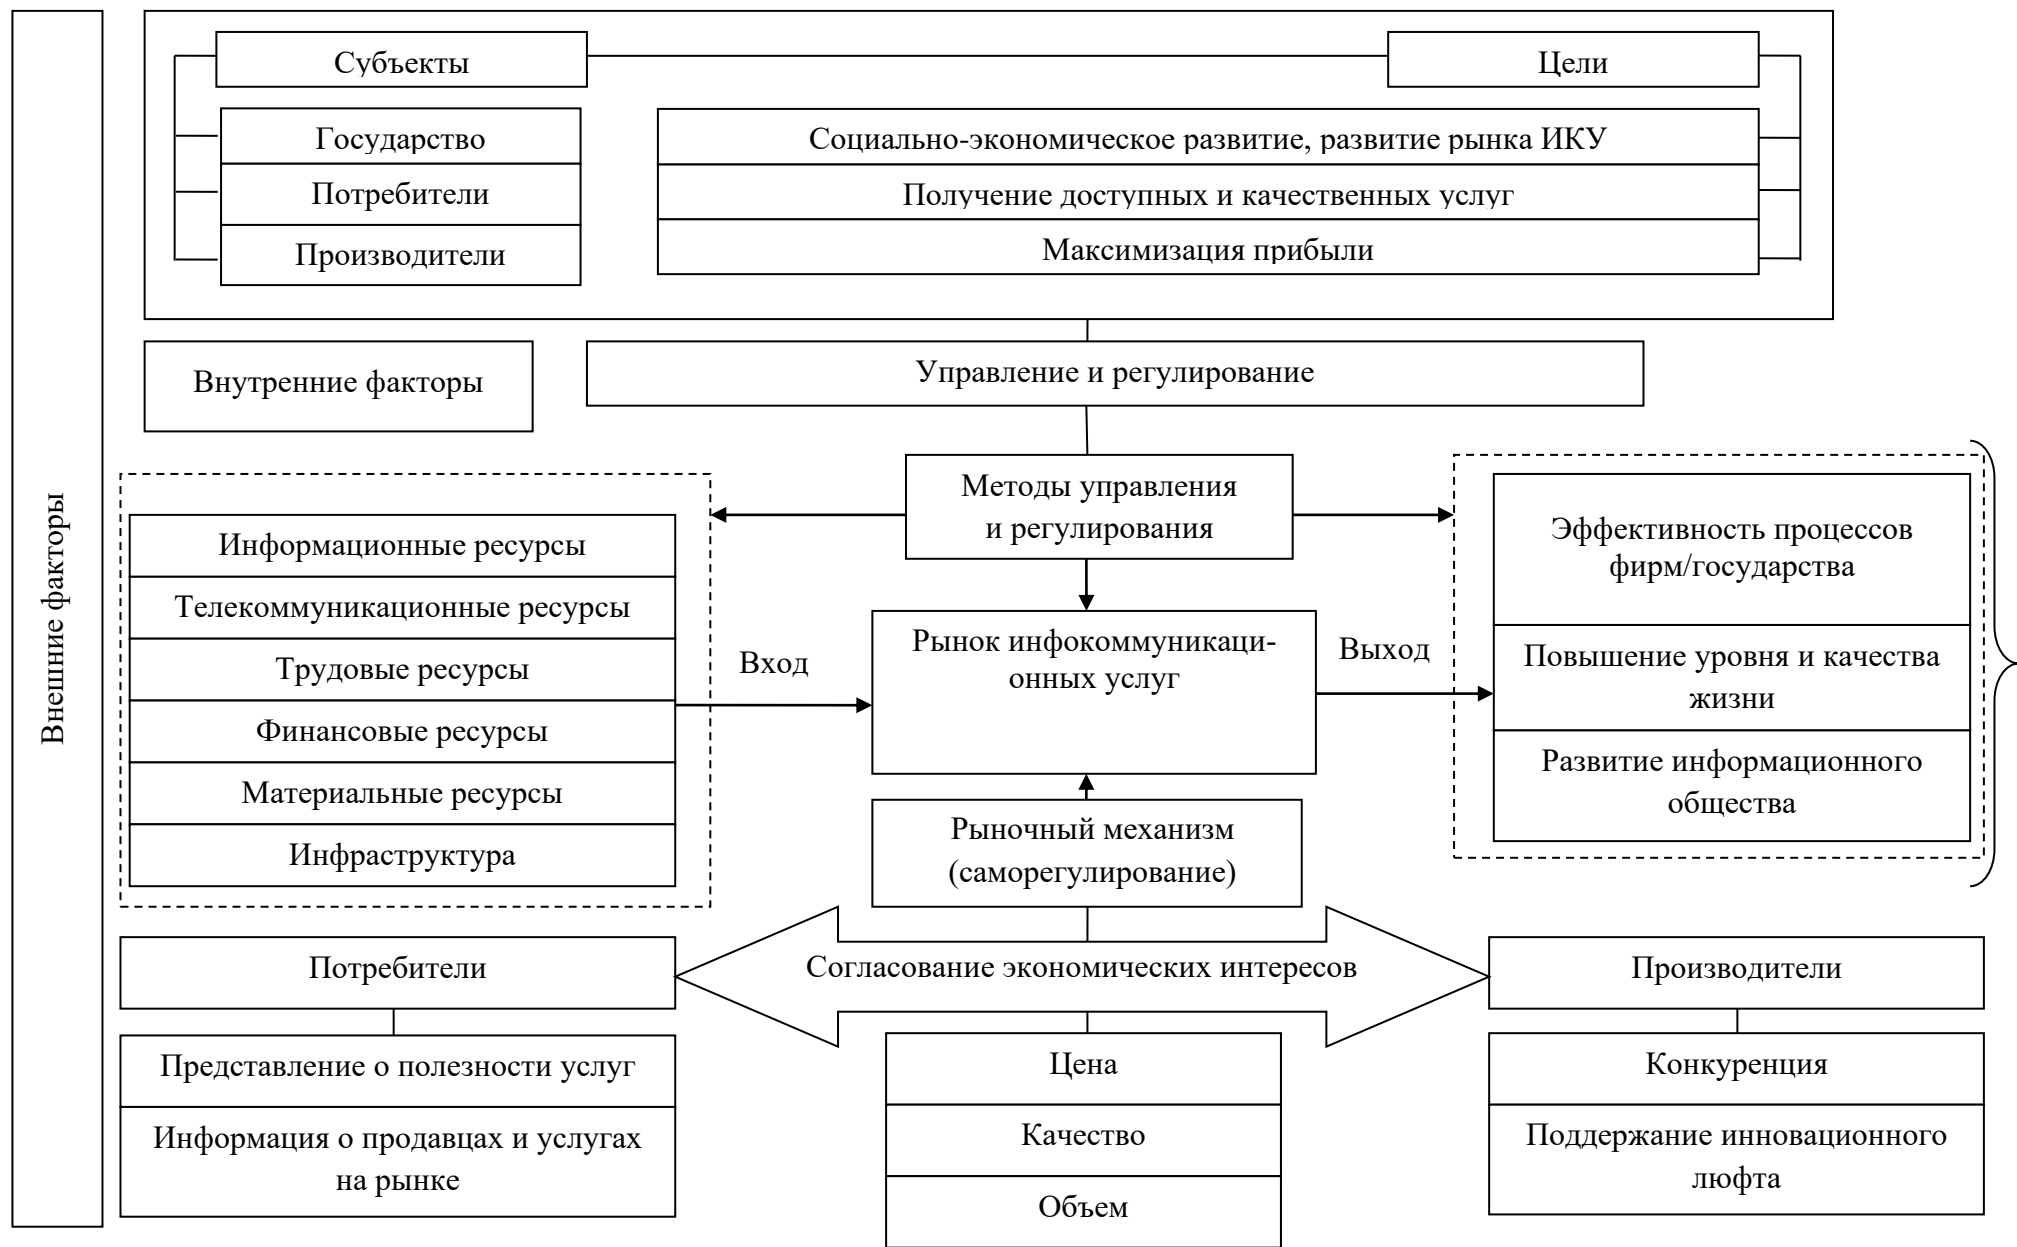 Внешние факторы
Субъекты
Цели
Государство
Потребители
Производители
Социально-экономическое развитие, развитие рынка ИКУ
Получение доступных и качественных услуг
Максимизация прибыли
Внутренние факторы
Управление и регулирование
Методы управления
и регулирования
Информационные ресурсы
Телекоммуникационные ресурсы
Трудовые ресурсы
Финансовые ресурсы
Материальные ресурсы
Инфраструктура
Вход
Рынок инфокоммуникаци-
онных услуг
Выход
Эффективность процессов
фирм/государства
Повышение уровня и качества
жизни
Развитие информационного
общества
Рыночный механизм
(саморегулирование)
Потребители
Согласование экономических интересов
Производители
Представление о полезности услуг
Информация о продавцах и услугах
на рынке
Цена
Качество
Объем
Конкуренция
Поддержание инновационного
люфта